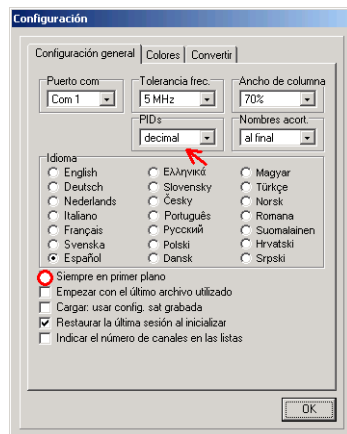 Configuración
Configuración general Colores Convertir
Puerto com Tolerancia frec. Ancho de columna
Com 1 5 MHz 70%
PIDs Nombres acort.
decimal al final
Idioma
English Ελληνικά Magyar
Deutsch Slovensky Türkçe
Nederlands Česky Norsk
Italiano Português Romana
Français Русский Suomalainen
Svenska Polski Hrvatski
Español Dansk Srpski
Siempre en primer plano
Empezar con el último archivo utilizado
Cargar: usar config. sat grabada
Restaurar la última sesión al inicializar
Indicar el número de canales en las listas
OK